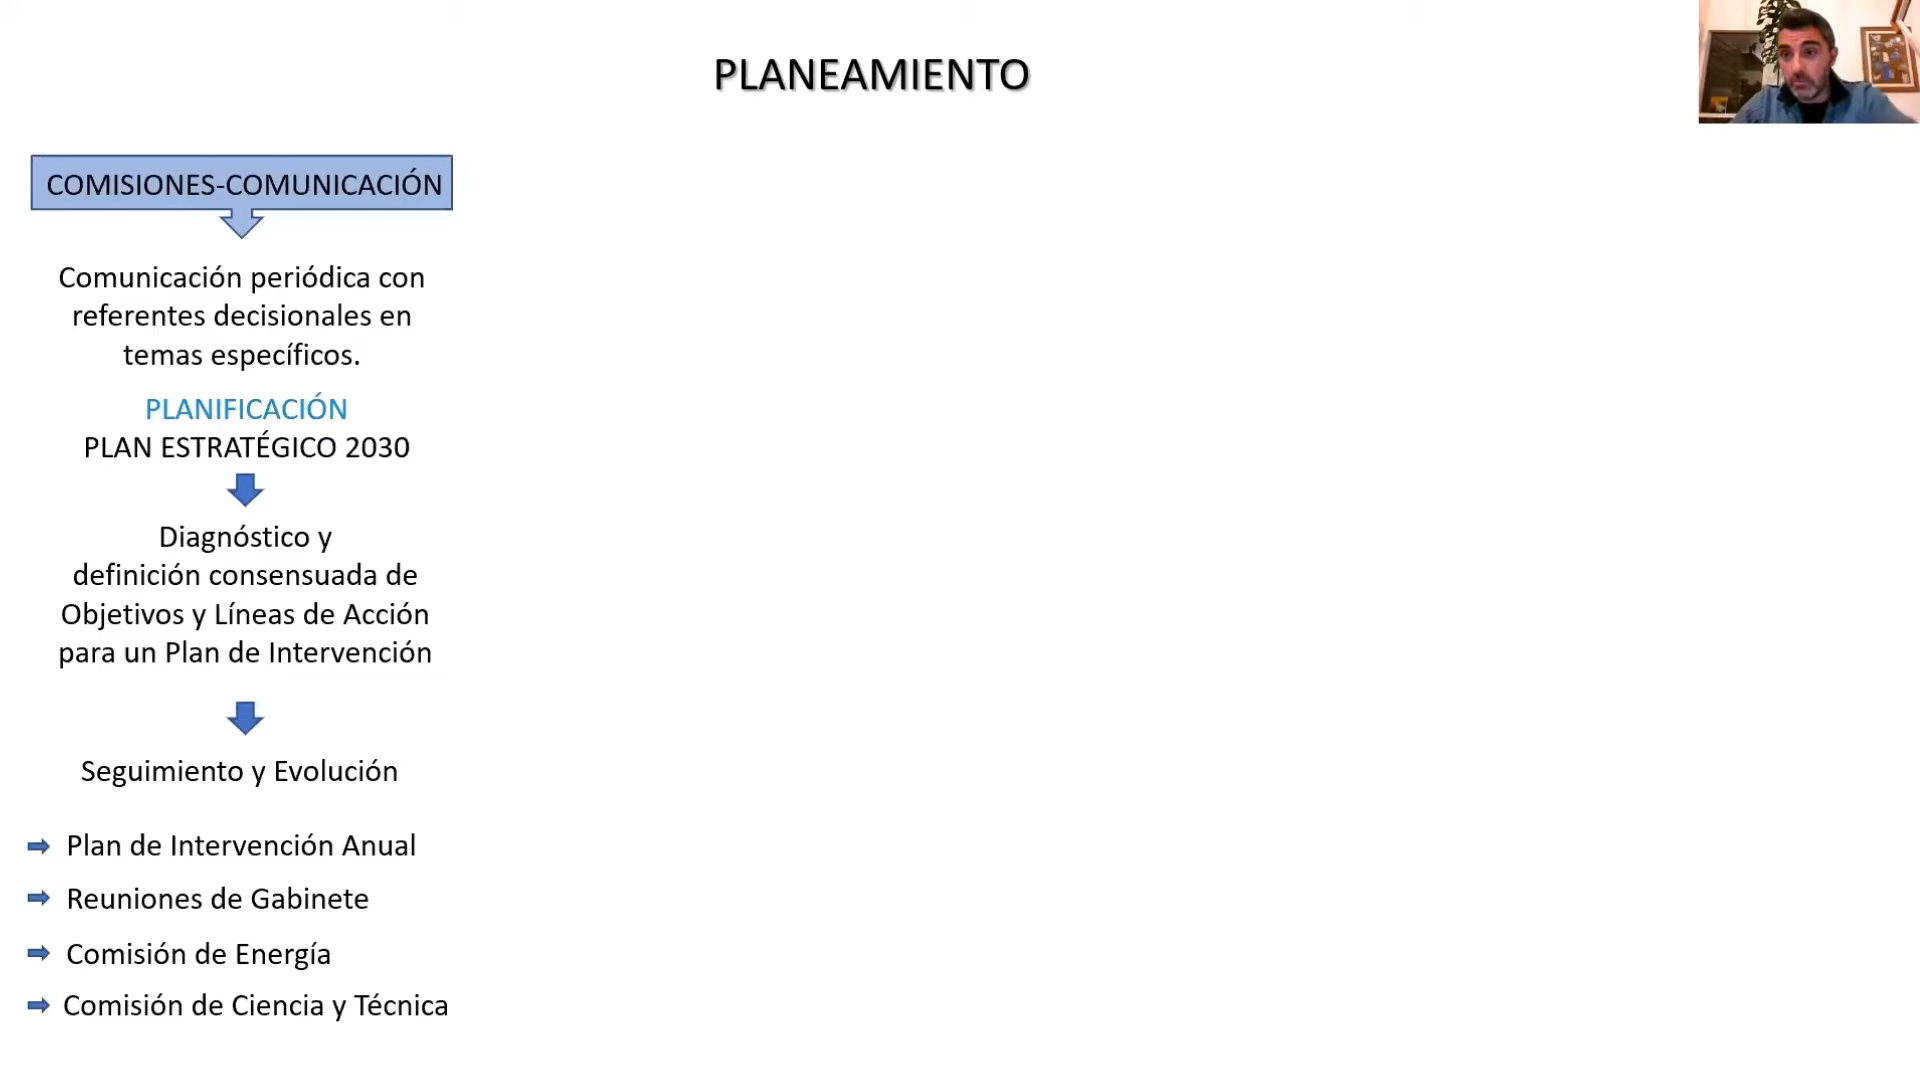 PLANEAMIENTO
COMISIONES-COMUNICACIÓN
Comunicación periódica con
referentes decisionales en
temas específicos.
PLANIFICACIÓN
PLAN ESTRATÉGICO 2030
Diagnóstico y
definición consensuada de
Objetivos y Líneas de Acción
para un Plan de Intervención
Seguimiento y Evolución
Plan de Intervención Anual
Reuniones de Gabinete
Comisión de Energía
Comisión de Ciencia y Técnica